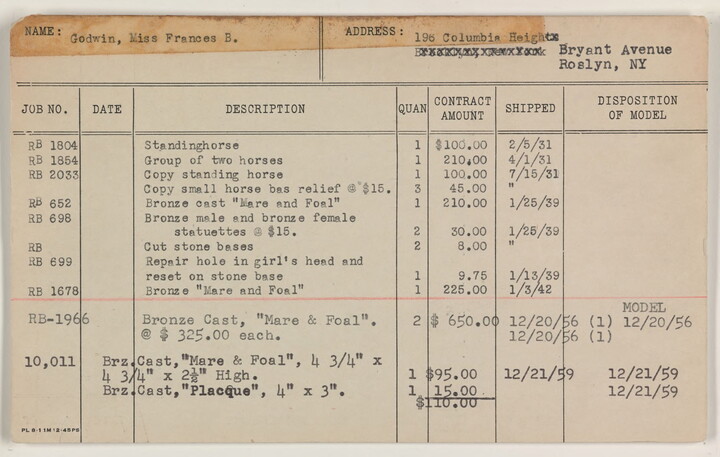 NAME: Godwin, Miss Frances B. ADDRESS: 196 Columbia Heights
Bryant Avenue
Roslyn, NY
JOB NO. DATE DESCRIPTION QUAN CONTRACT AMOUNT SHIPPED DISPOSITION OF MODEL
RB 1804 Standinghorse 1 $100.00 2/5/31
RB 1854 Group of two horses 1 210.00 4/1/31
RB 2033 Copy standing horse 1 100.00 7/15/31
Copy small horse bas relief @ $15. 3 45.00 "
RB 652 Bronze cast "Mare and Foal" 1 210.00 1/25/39
RB 698 Bronze male and bronze female
statuettes @ $15. 2 30.00 1/25/39
RB Cut stone bases 2 8.00 "
RB 699 Repair hole in girl's head and
reset on stone base 1 9.75 1/13/39
RB 1678 Bronze "Mare and Foal" 1 225.00 1/3/42
MODEL
RB-1966 Bronze Cast, "Mare & Foal". 2 $ 650.00 12/20/56 (1) 12/20/56
@ $ 325.00 each. 12/20/56 (1)
10,011 Brz.Cast,"Mare & Foal", 4 3/4" x
4 3/4" x 2½" High. 1 $95.00 12/21/59 12/21/59
Brz.Cast,"Placque", 4" x 3". 1 15.00 12/21/59
$110.00